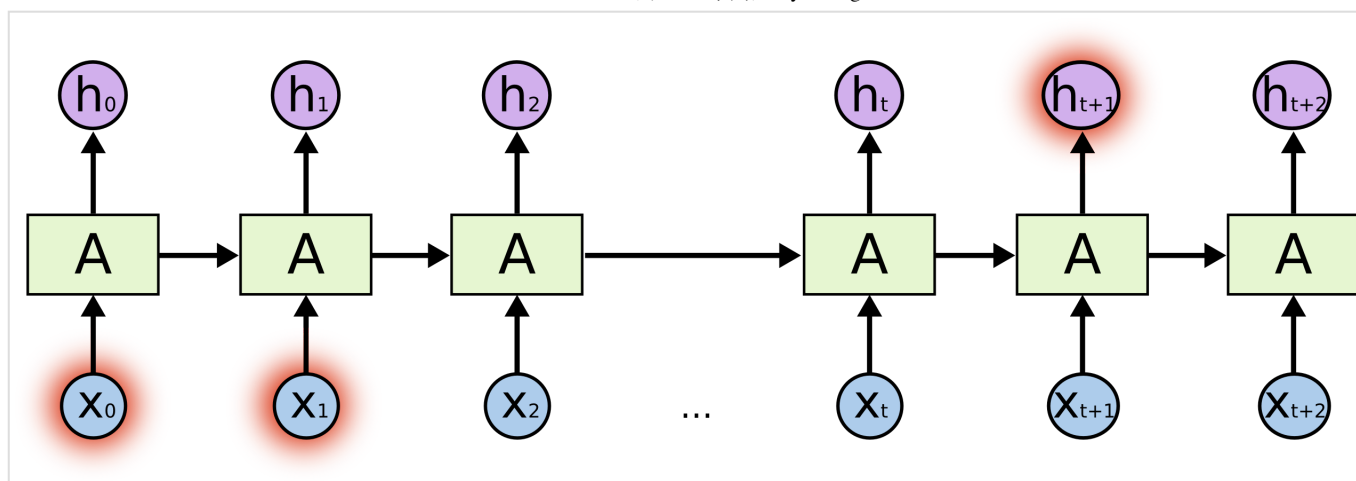 h₀ h₁ h₂ hₜ hₜ₊₁ hₜ₊₂
A A A A A A
x₀ x₁ x₂ ... xₜ xₜ₊₁ xₜ₊₂